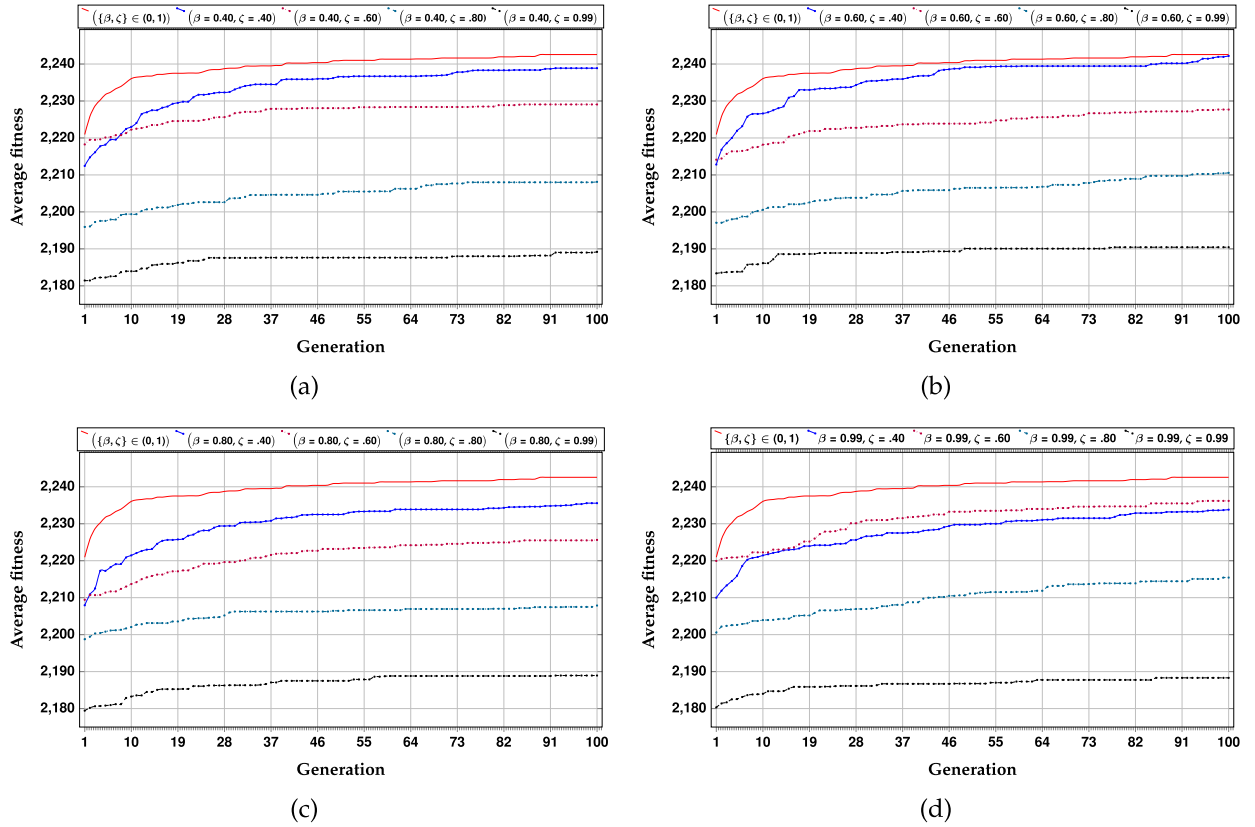 ({β, ζ} ∈ (0, 1)) (β = 0.40, ζ = .40) (β = 0.40, ζ = .60) (β = 0.40, ζ = .80) (β = 0.40, ζ = 0.99)
2,240
2,230
2,220
2,210
2,200
2,190
2,180
Average fitness
1 10 19 28 37 46 55 64 73 82 91 100
Generation
(a)
({β, ζ} ∈ (0, 1)) (β = 0.60, ζ = .40) (β = 0.60, ζ = .60) (β = 0.60, ζ = .80) (β = 0.60, ζ = 0.99)
2,240
2,230
2,220
2,210
2,200
2,190
2,180
Average fitness
1 10 19 28 37 46 55 64 73 82 91 100
Generation
(b)
({β, ζ} ∈ (0, 1)) (β = 0.80, ζ = .40) (β = 0.80, ζ = .60) (β = 0.80, ζ = .80) (β = 0.80, ζ = 0.99)
2,240
2,230
2,220
2,210
2,200
2,190
2,180
Average fitness
1 10 19 28 37 46 55 64 73 82 91 100
Generation
(c)
{β, ζ} ∈ (0, 1) β = 0.99, ζ = .40 β = 0.99, ζ = .60 β = 0.99, ζ = .80 β = 0.99, ζ = 0.99
2,240
2,230
2,220
2,210
2,200
2,190
2,180
Average fitness
1 10 19 28 37 46 55 64 73 82 91 100
Generation
(d)